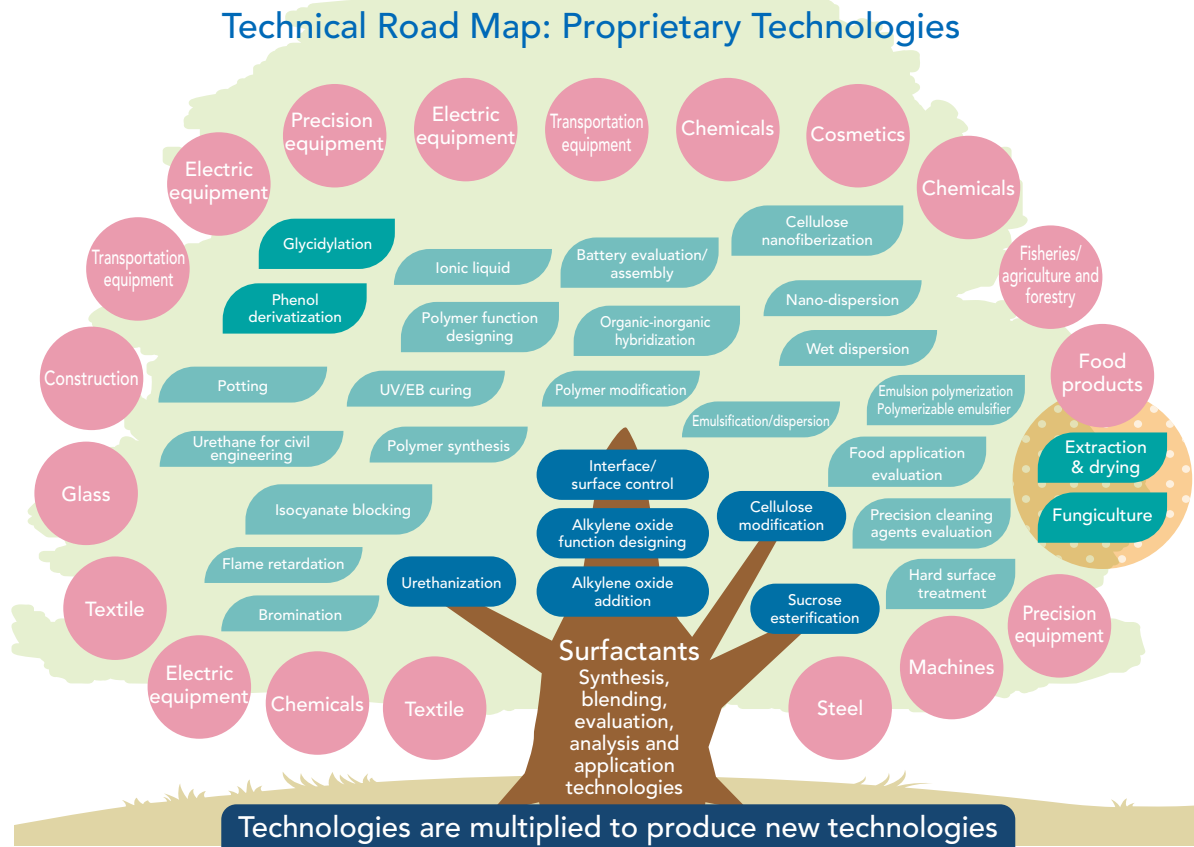 Technical Road Map: Proprietary Technologies
Precision
equipment
Electric
equipment
Transportation
equipment
Chemicals
Cosmetics
Electric
equipment
Chemicals
Transportation
equipment
Fisheries/
agriculture and
forestry
Construction
Food
products
Glass
Textile
Electric
equipment
Chemicals
Textile
Steel
Machines
Precision
equipment
Glycidylation
Phenol
derivatization
Ionic liquid
Battery evaluation/
assembly
Cellulose
nanofiberization
Polymer function
designing
Organic-inorganic
hybridization
Nano-dispersion
Wet dispersion
Potting
UV/EB curing
Polymer modification
Emulsion polymerization
Polymerizable emulsifier
Emulsification/dispersion
Urethane for civil
engineering
Polymer synthesis
Food application
evaluation
Extraction
& drying
Fungiculture
Isocyanate blocking
Precision cleaning
agents evaluation
Flame retardation
Hard surface
treatment
Bromination
Interface/
surface control
Alkylene oxide
function designing
Alkylene oxide
addition
Urethanization
Cellulose
modification
Sucrose
esterification
Surfactants
Synthesis,
blending,
evaluation,
analysis and
application
technologies
Technologies are multiplied to produce new technologies